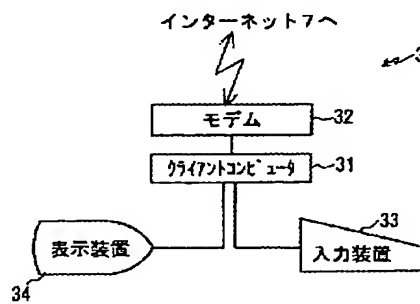 インターネット7へ
3
モデム
32
クライアントコンピュータ
31
表示装置
34
入力装置
33